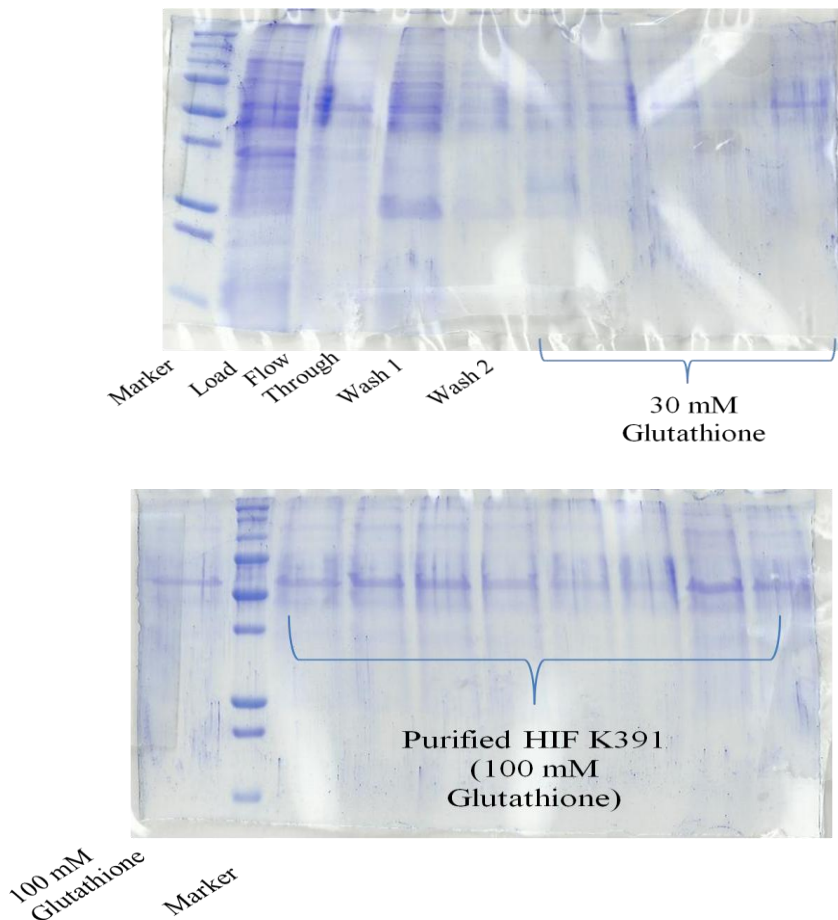 Marker
Load
Flow
Through
Wash 1
Wash 2
30 mM
Glutathione
Purified HIF K391
(100 mM
Glutathione)
100 mM
Glutathione
Marker